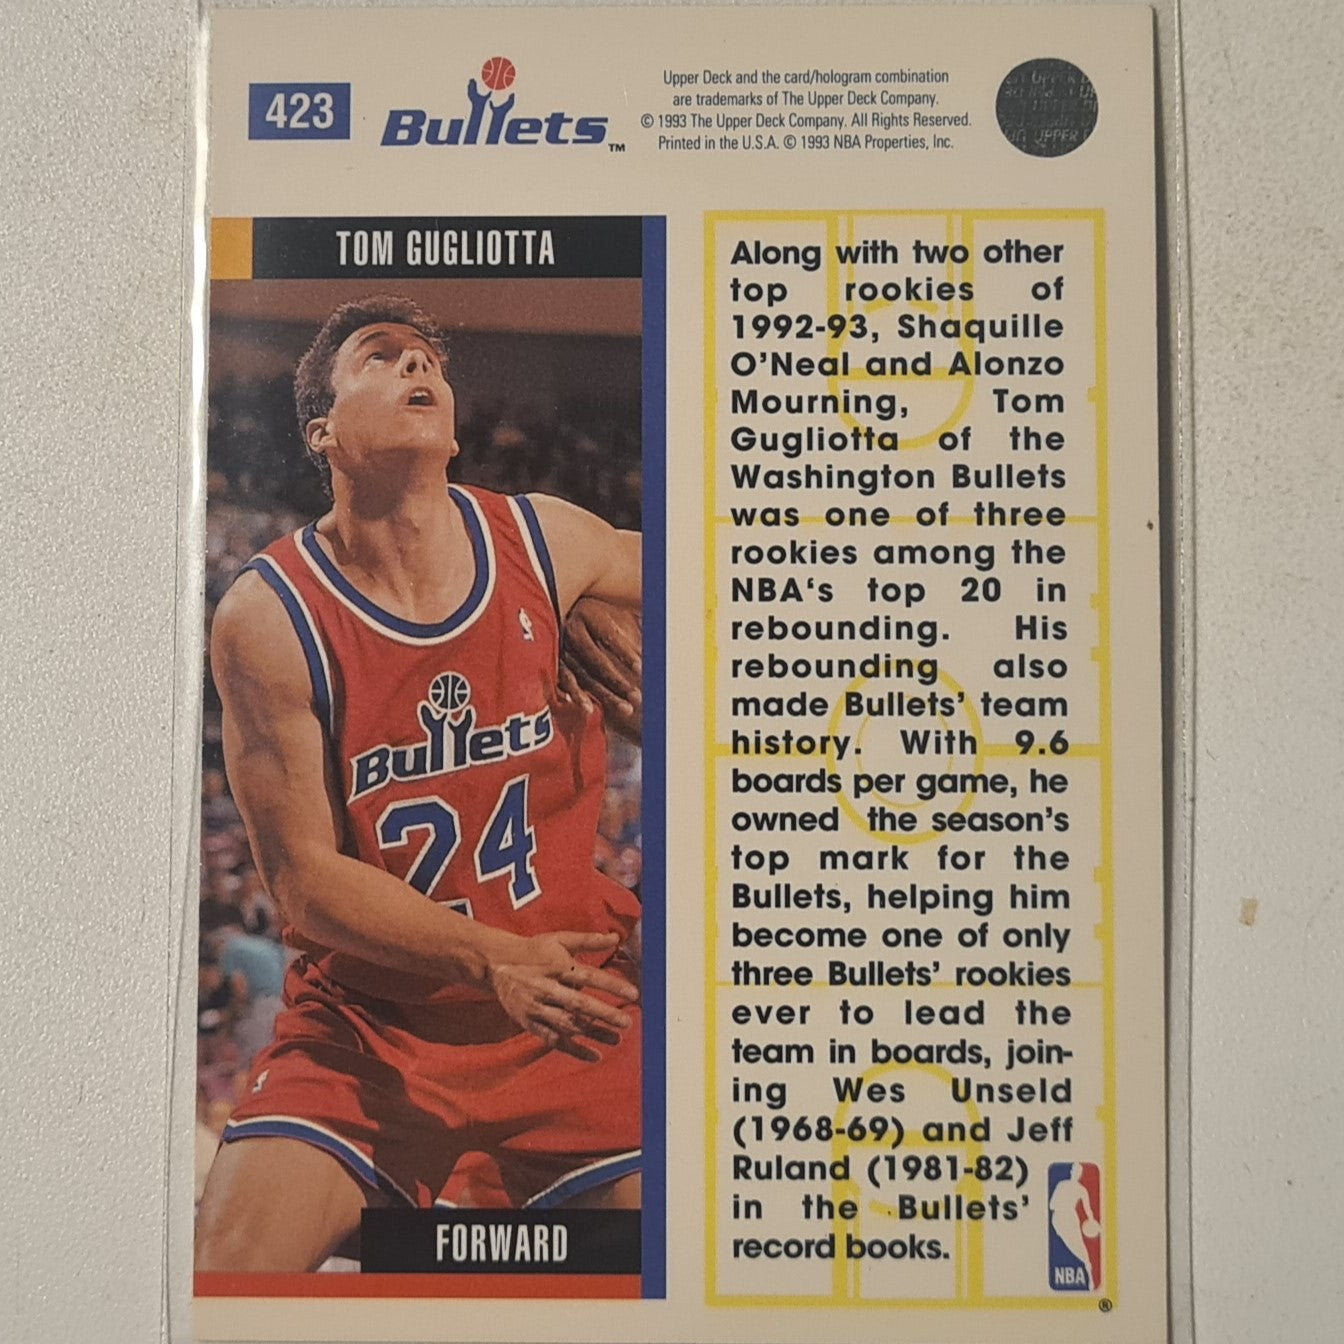 423
Bullets™
Upper Deck and the card/hologram combination
are trademarks of The Upper Deck Company.
© 1993 The Upper Deck Company. All Rights Reserved.
Printed in the U.S.A. © 1993 NBA Properties, Inc.
UPPER
TOM GUGLIOTTA
Bullets
24
FORWARD
Along with two other
top rookies of
1992-93, Shaquille
O'Neal and Alonzo
Mourning, Tom
Gugliotta of the
Washington Bullets
was one of three
rookies among the
NBA‘s top 20 in
rebounding. His
rebounding also
made Bullets’ team
history. With 9.6
boards per game, he
owned the season’s
top mark for the
Bullets, helping him
become one of only
three Bullets’ rookies
ever to lead the
team in boards, join-
ing Wes Unseld
(1968-69) and Jeff
Ruland (1981-82)
in the Bullets’
record books.
NBA
®